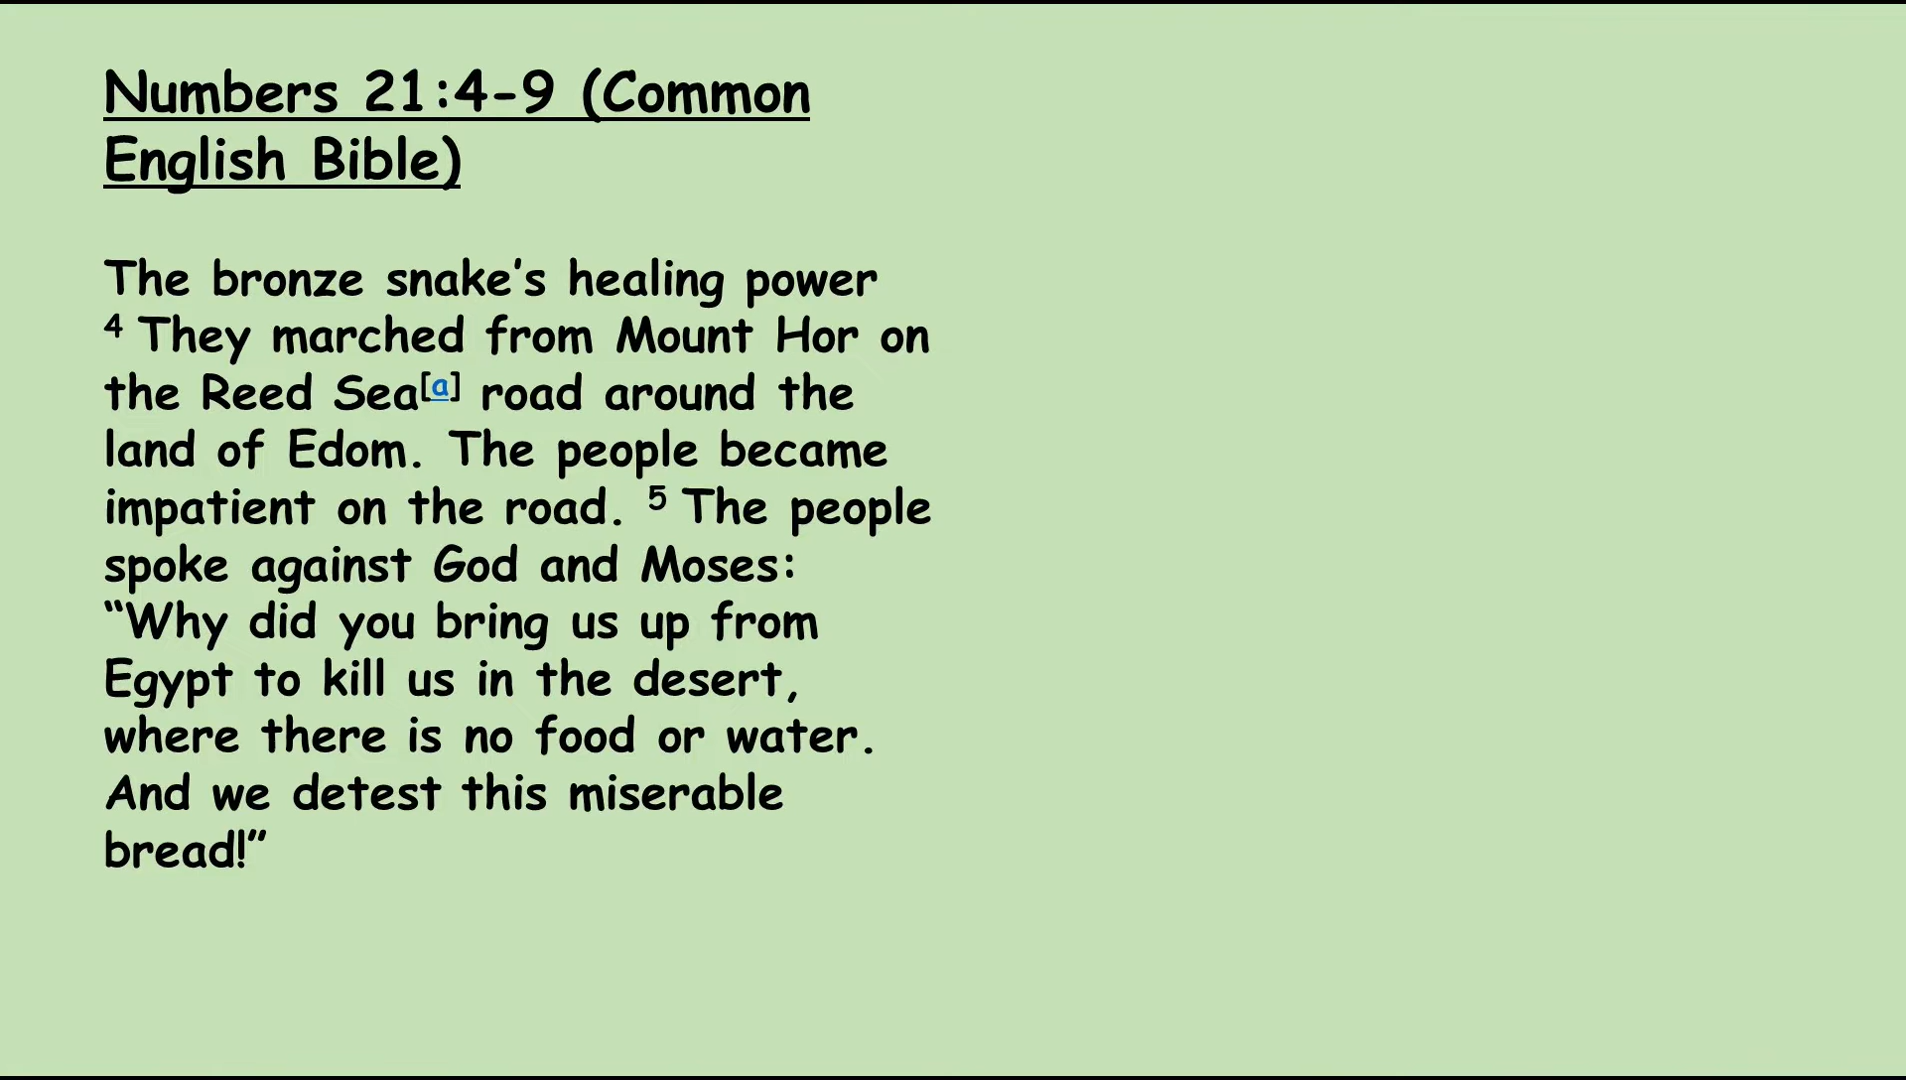 Numbers 21:4-9 (Common
English Bible)
The bronze snake’s healing power
4 They marched from Mount Hor on
the Reed Sea[a] road around the
land of Edom. The people became
impatient on the road. 5 The people
spoke against God and Moses:
“Why did you bring us up from
Egypt to kill us in the desert,
where there is no food or water.
And we detest this miserable
bread!”